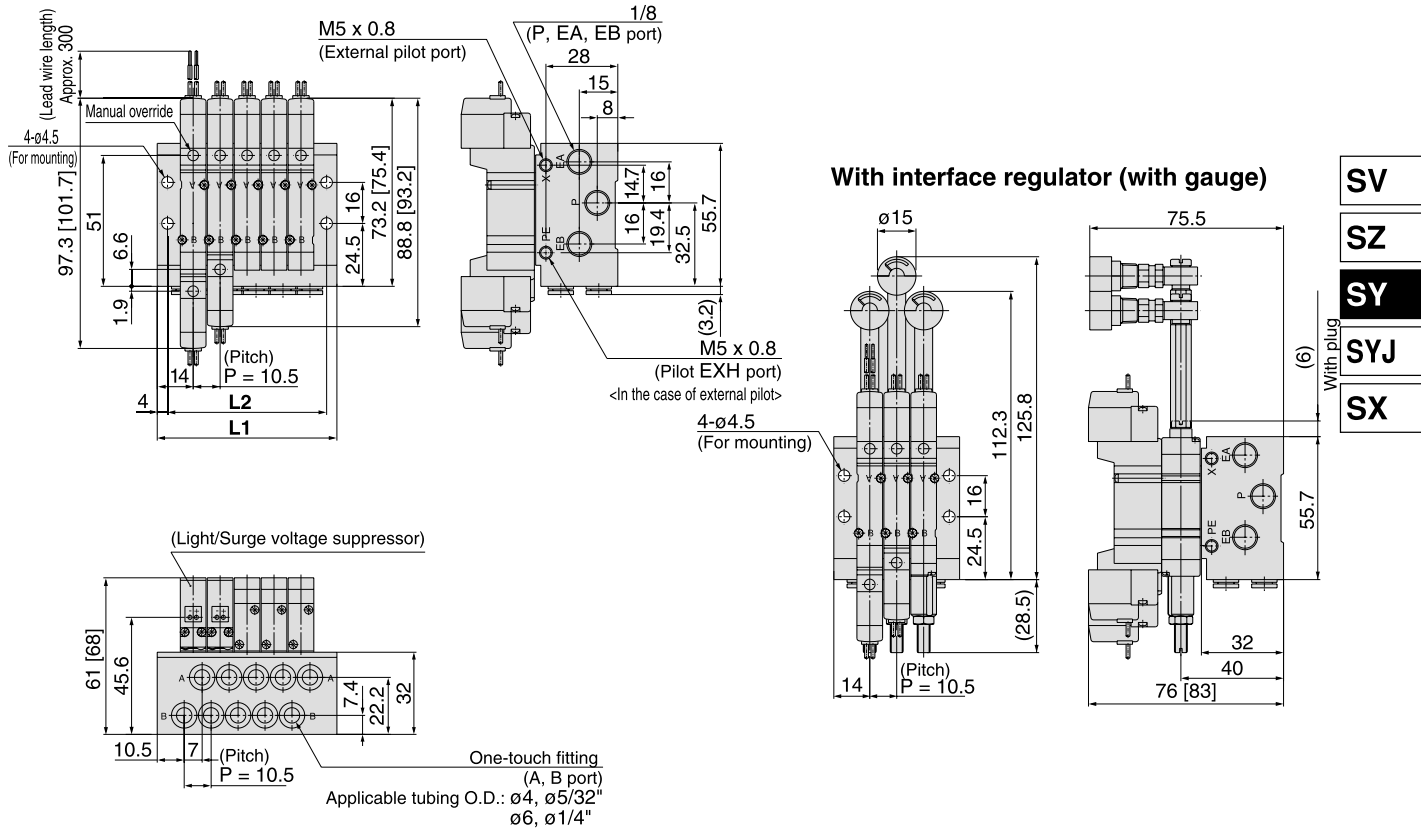 (Lead wire length)
Approx. 300
M5 x 0.8
(External pilot port)
1/8
(P, EA, EB port)
28
15
8
Manual override
4-ø4.5
(For mounting)
97.3 [101.7]
51
6.6
1.9
V V V V V
B B B B B
16
24.5
73.2 [75.4]
88.8 [93.2]
14
(Pitch)
P = 10.5
4
L2
L1
X
EA
P
PE
EB
14.7
16
16
19.4
32.5
55.7
(3.2)
M5 x 0.8
(Pilot EXH port)
<In the case of external pilot>
With interface regulator (with gauge)
ø15
4-ø4.5
(For mounting)
V V V
B B B
16
24.5
112.3
125.8
(28.5)
14
(Pitch)
P = 10.5
75.5
(6)
With plug
X
EA
P
PE
EB
55.7
32
40
76 [83]
SV
SZ
SY
SYJ
SX
(Light/Surge voltage suppressor)
61 [68]
45.6
A A
B B
7.4
22.2
32
10.5
7
(Pitch)
P = 10.5
One-touch fitting
(A, B port)
Applicable tubing O.D.: ø4, ø5/32"
ø6, ø1/4"